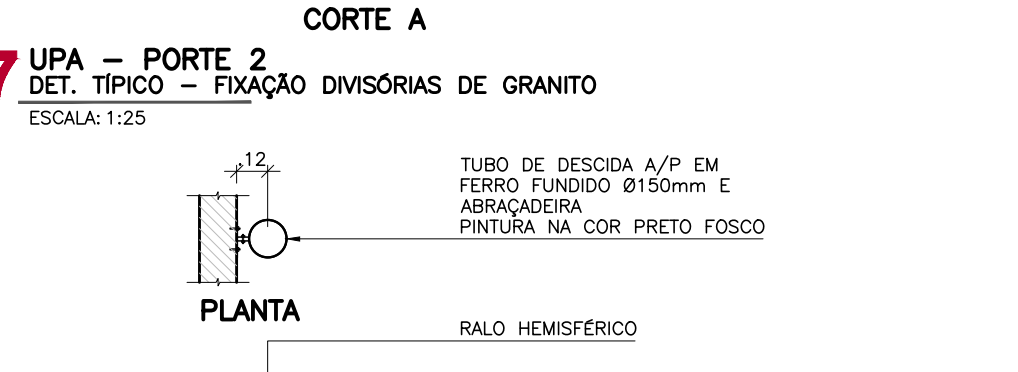 CORTE A
7
UPA – PORTE 2
DET. TÍPICO – FIXAÇÃO DIVISÓRIAS DE GRANITO
ESCALA: 1:25
.12
TUBO DE DESCIDA A/P EM
FERRO FUNDIDO Ø150mm E
ABRAÇADEIRA
PINTURA NA COR PRETO FOSCO
PLANTA
RALO HEMISFÉRICO